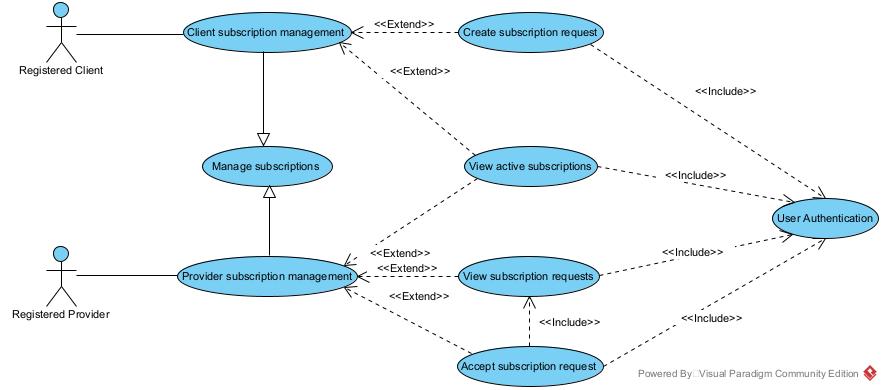 Client subscription management
<<Extend>>
Create subscription request
Registered Client
<<Extend>>
<<Include>>
Manage subscriptions
View active subscriptions
<<Include>>
User Authentication
<<Extend>>
<<Include>>
Provider subscription management
<<Extend>>
View subscription requests
Registered Provider
<<Extend>>
<<Include>>
<<Include>>
Accept subscription request
Powered By Visual Paradigm Community Edition